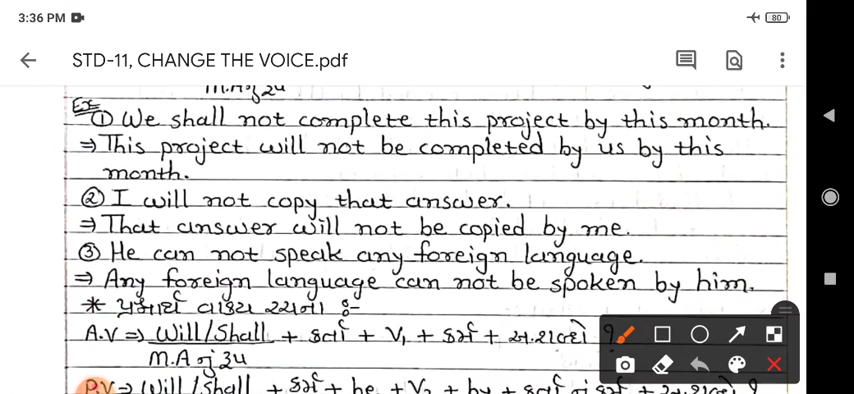 3:36 PM
80
STD-11, CHANGE THE VOICE.pdf
M.A નું રૂપ
Ex ① We shall not complete this project by this month.
⇒ This project will not be completed by us by this
month.
② I will not copy that answer.
⇒ That answer will not be copied by me.
③ He can not speak any foreign language.
⇒ Any foreign language can not be spoken by him.
* પ્રશ્નાર્થ વાક્ય રચના :-
A.V ⇒ Will/Shall + કર્તા + V₁ + કર્મ + અ.શબ્દો ?
M.A નું રૂપ
P.V ⇒ Will/Shall + કર્મ + be + V₃ + by + કર્તા નું કર્મ + અ.શબ્દો ?